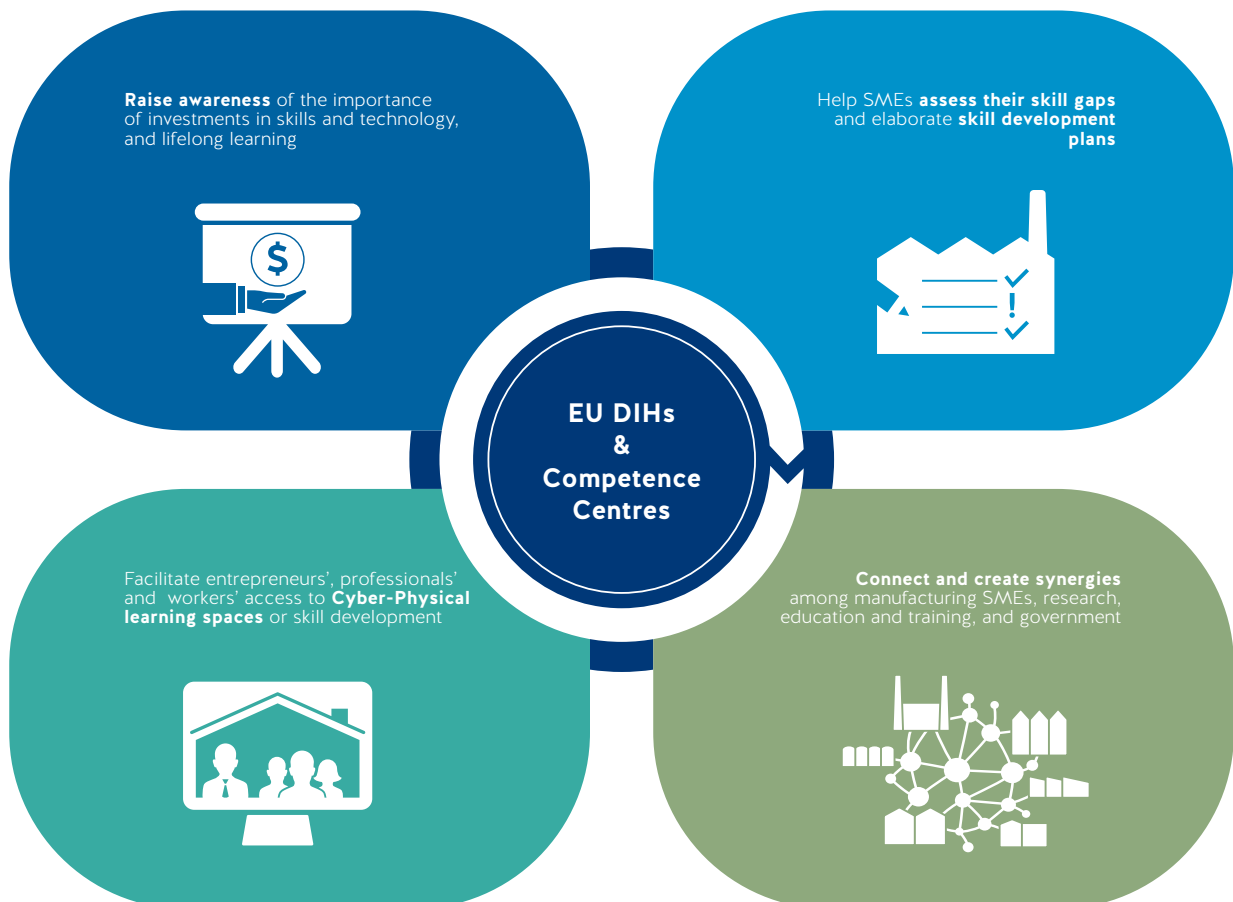 Raise awareness of the importance
of investments in skills and technology,
and lifelong learning
$
Help SMEs assess their skill gaps
and elaborate skill development
plans
!
EU DIHs
&
Competence
Centres
Facilitate entrepreneurs’, professionals’
and workers’ access to Cyber-Physical
learning spaces or skill development
Connect and create synergies
among manufacturing SMEs, research,
education and training, and government